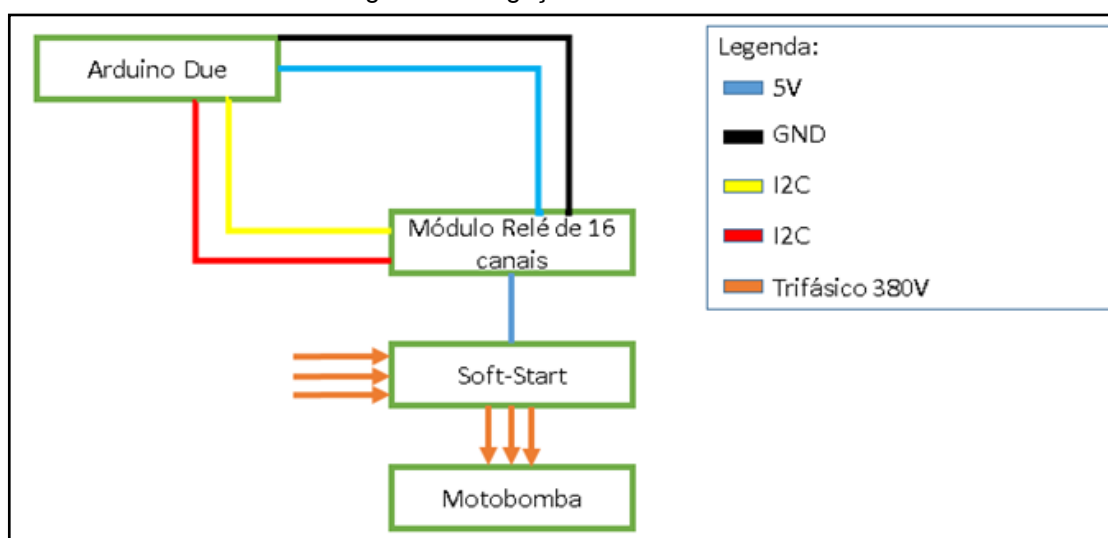 Arduino Due
Módulo Relé de 16
canais
Soft-Start
Motobomba
Legenda:
5V
GND
I2C
I2C
Trifásico 380V